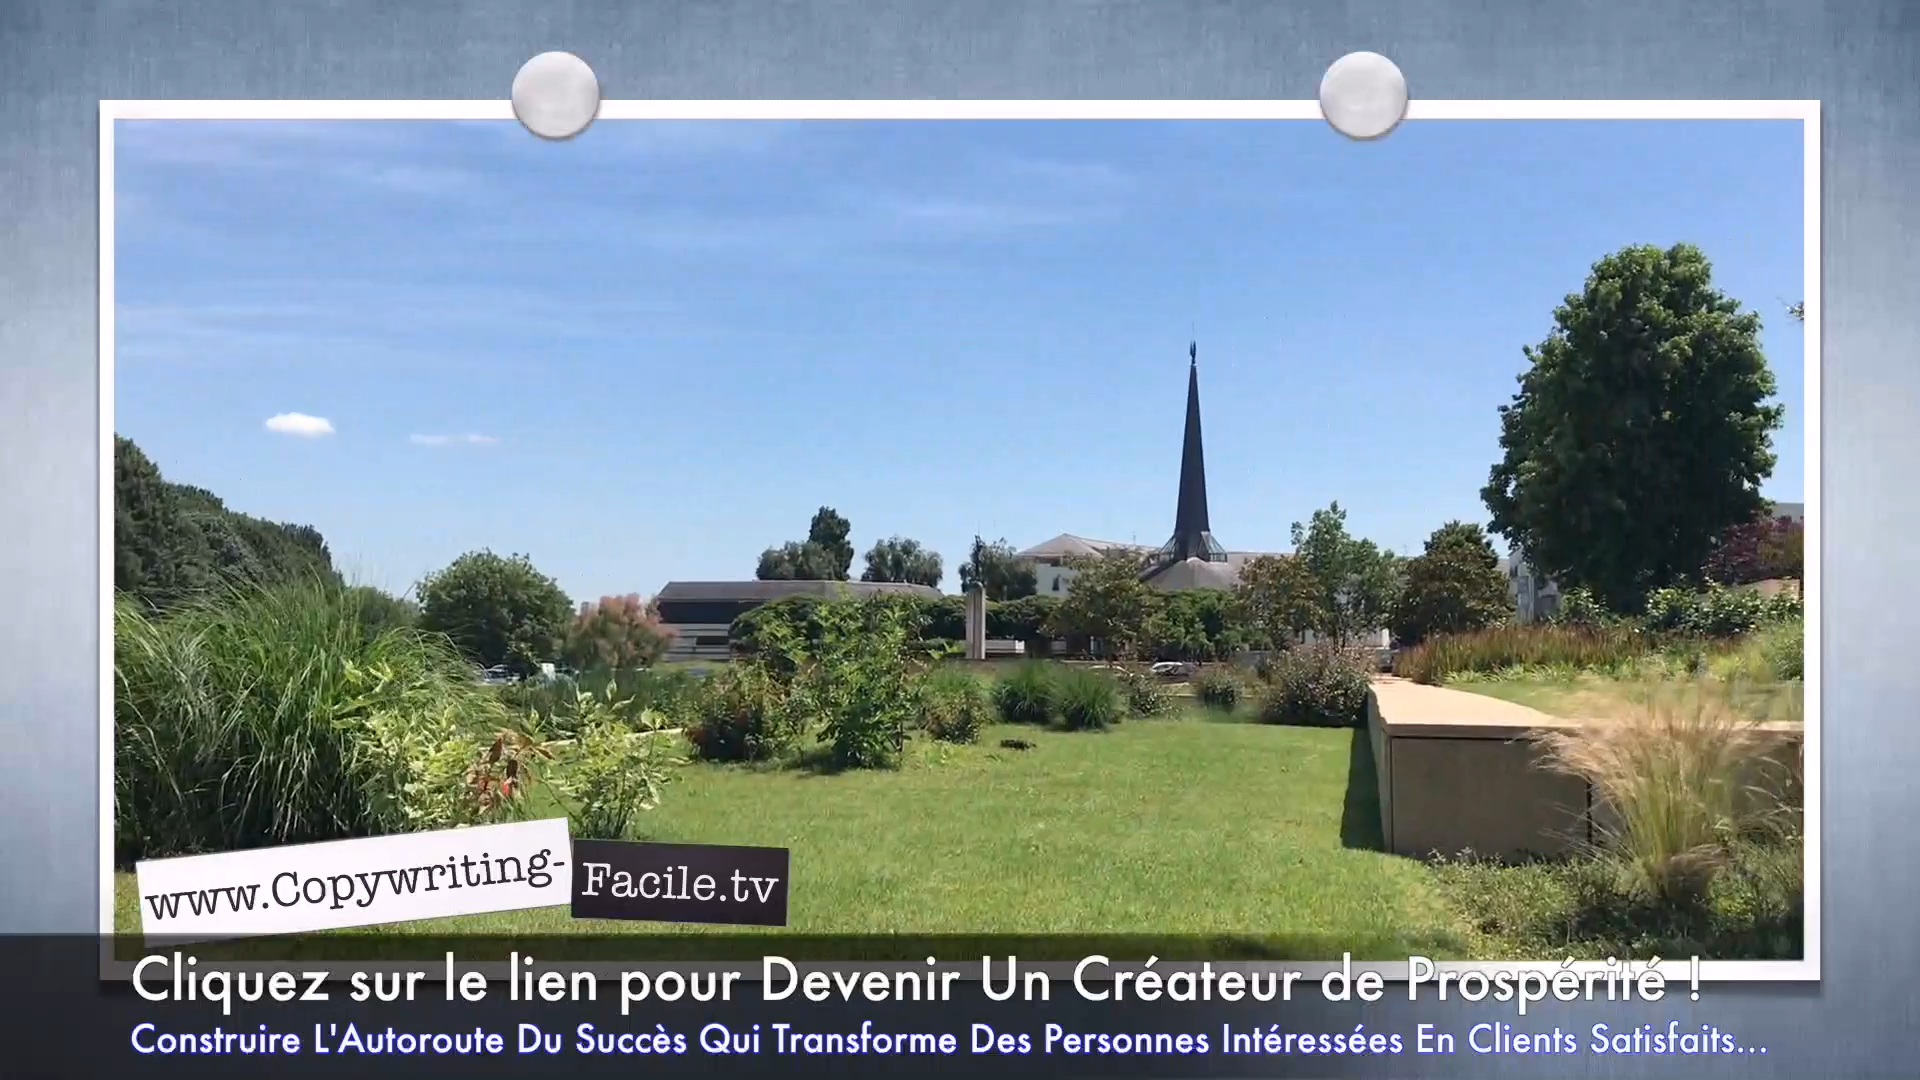 www.Copywriting-Facile.tv
Cliquez sur le lien pour Devenir Un Créateur de Prospérité !
Construire L'Autoroute Du Succès Qui Transforme Des Personnes Intéressées En Clients Satisfaits...